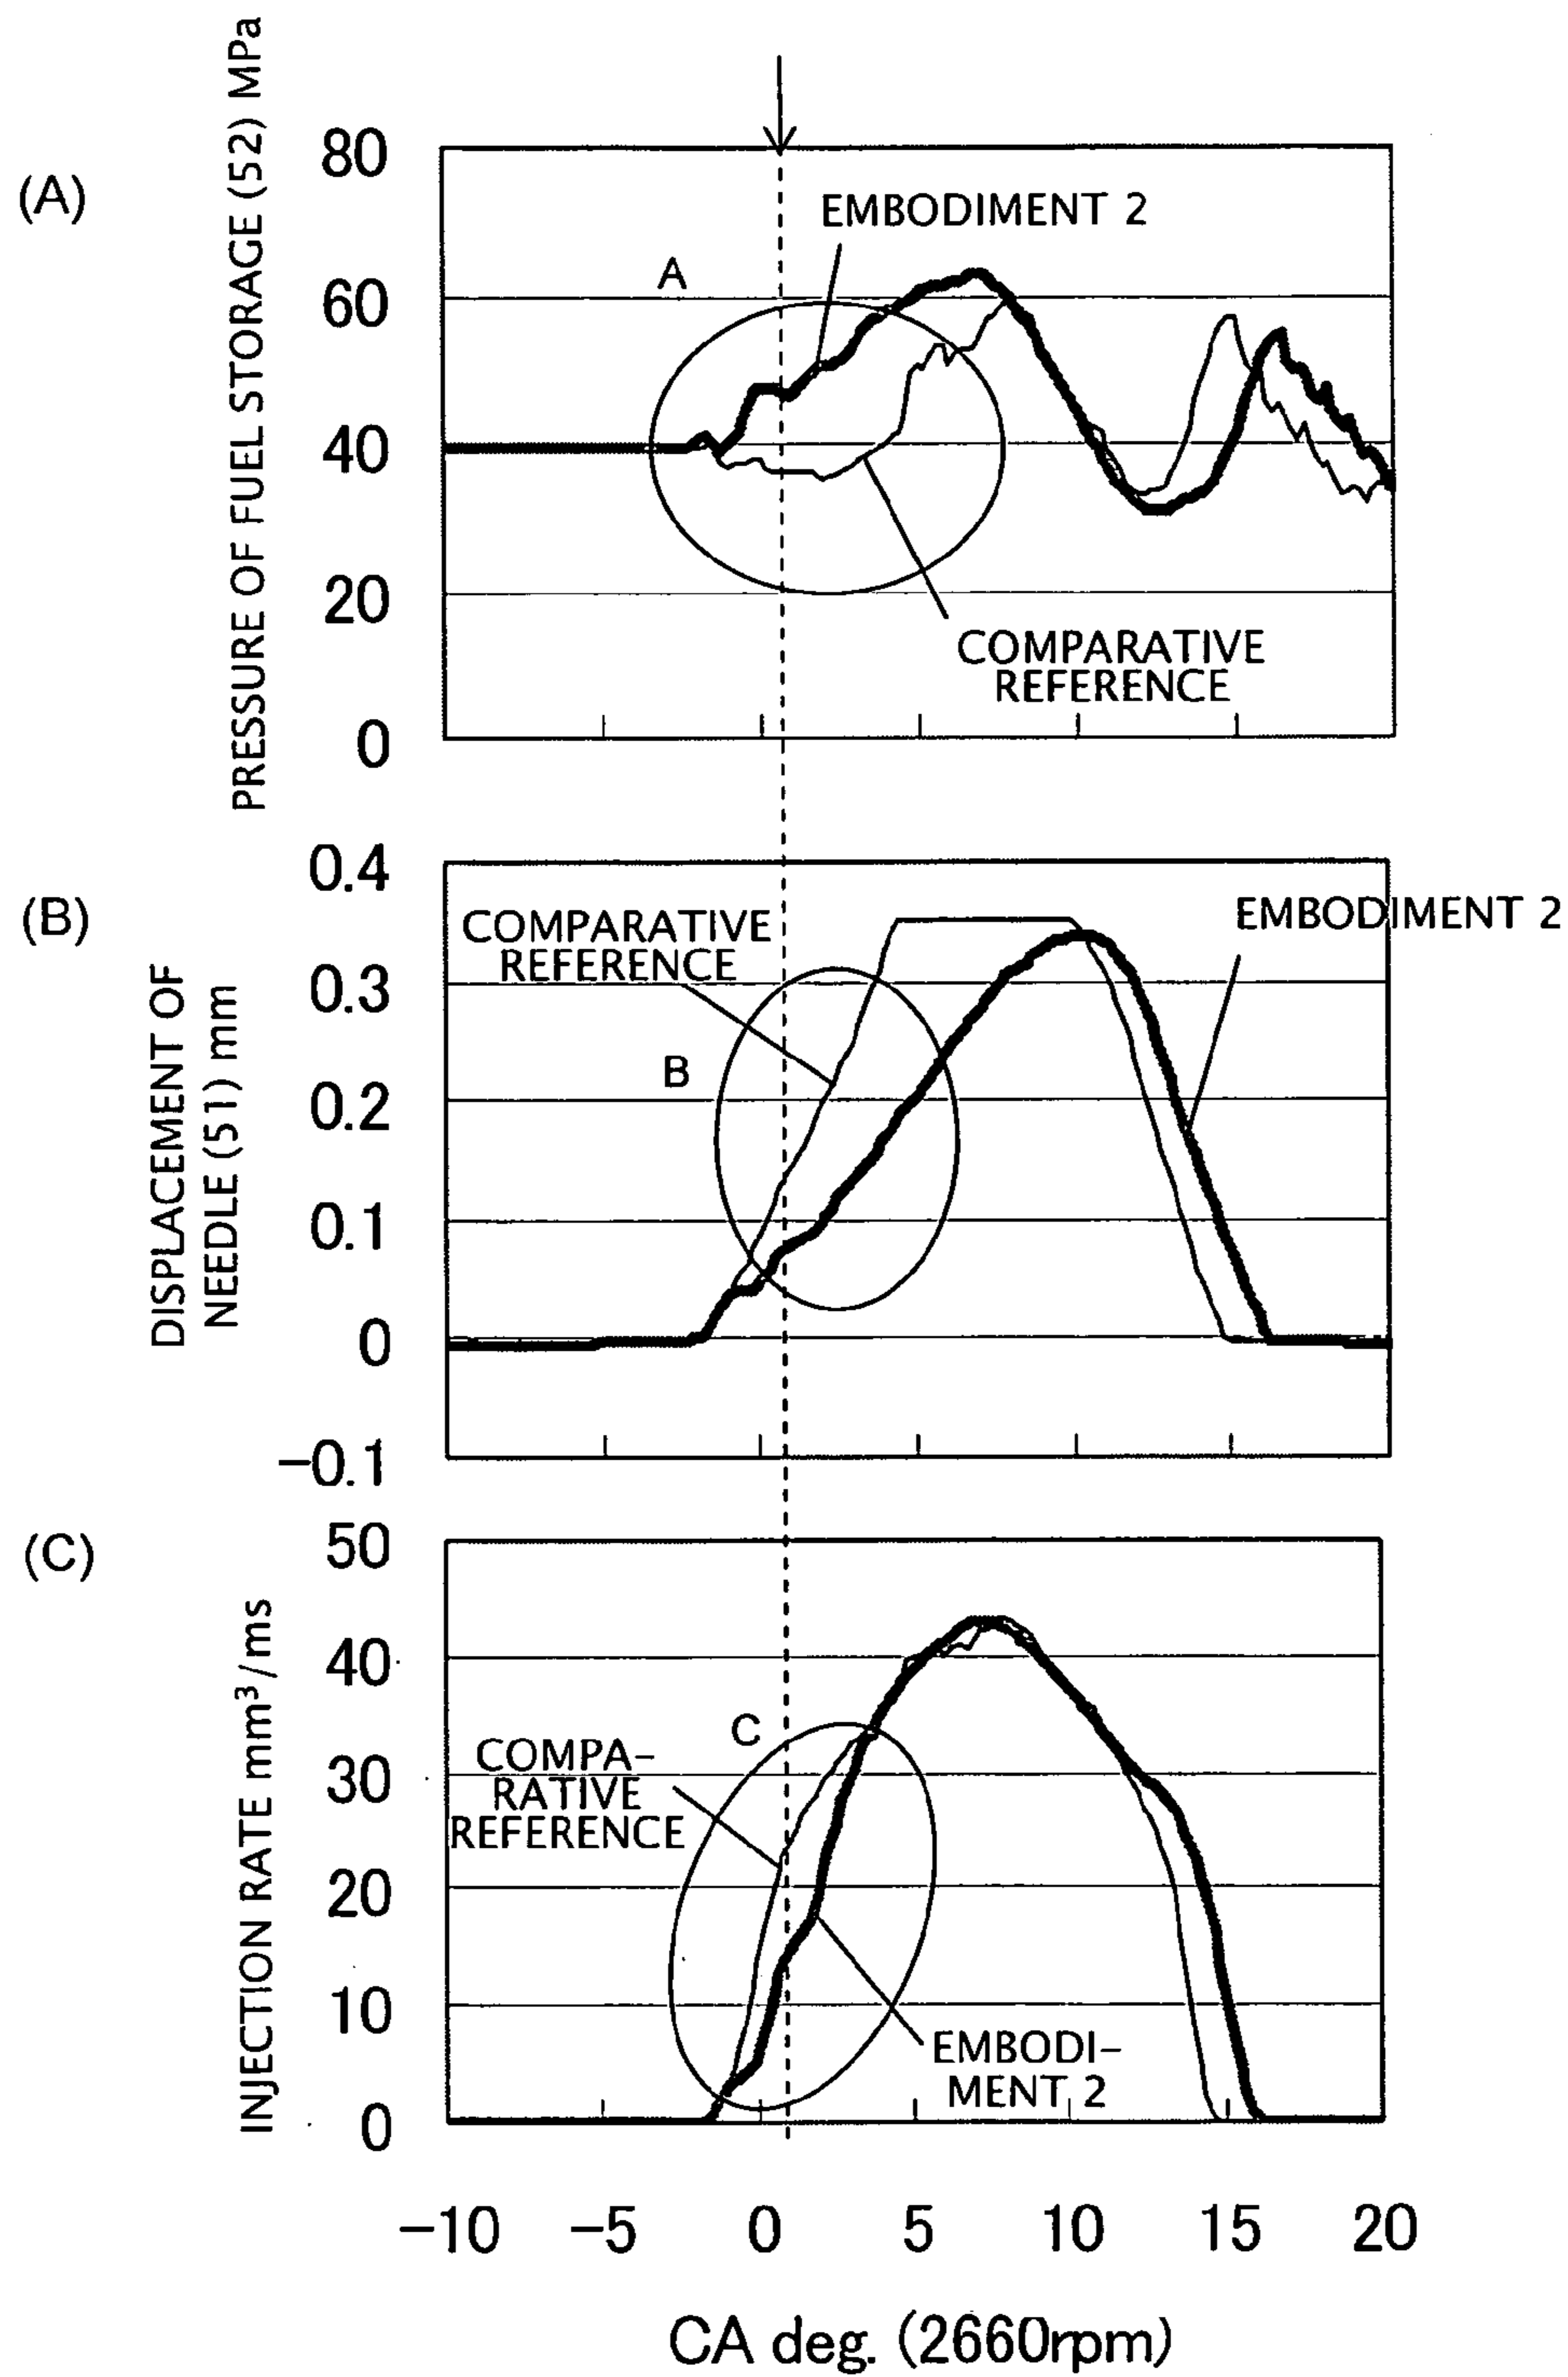 (A)
PRESSURE OF FUEL STORAGE (52) MPa
80
60
40
20
0
EMBODIMENT 2
A
COMPARATIVE
REFERENCE
(B)
DISPLACEMENT OF
NEEDLE (51) mm
0.4
0.3
0.2
0.1
0
−0.1
COMPARATIVE
REFERENCE
EMBODIMENT 2
B
(C)
INJECTION RATE mm³/ms
50
40
30
20
10
0
C
COMPA-
RATIVE
REFERENCE
EMBODI-
MENT 2
−10 −5 0 5 10 15 20
CA deg. (2660rpm)